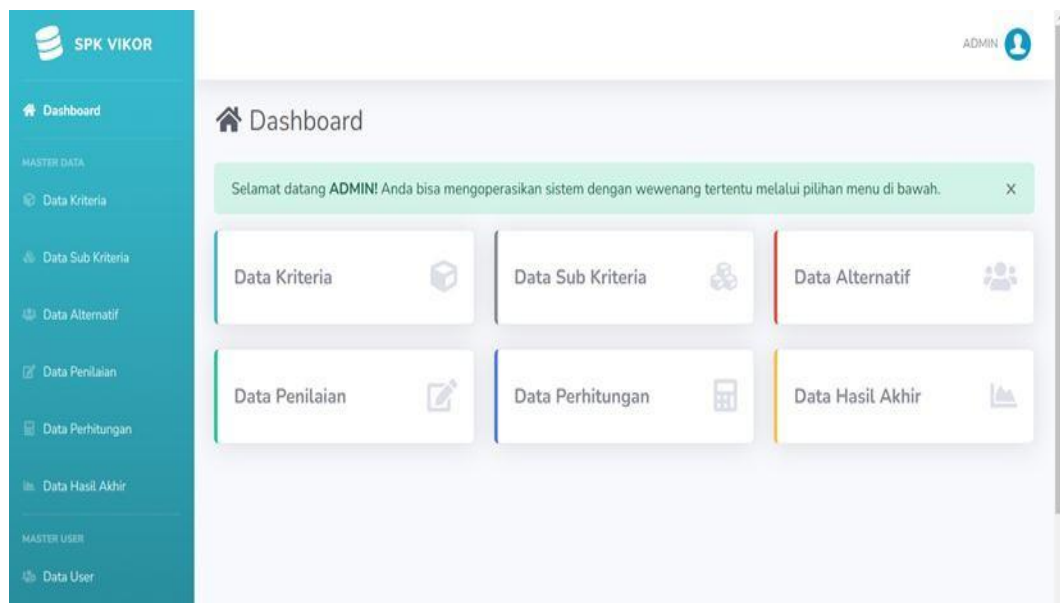 SPK VIKOR
ADMIN
Dashboard
MASTER DATA
Data Kriteria
Data Sub Kriteria
Data Alternatif
Data Penilaian
Data Perhitungan
Data Hasil Akhir
MASTER USER
Data User
Dashboard
Selamat datang ADMIN! Anda bisa mengoperasikan sistem dengan wewenang tertentu melalui pilihan menu di bawah.
Data Kriteria
Data Sub Kriteria
Data Alternatif
Data Penilaian
Data Perhitungan
Data Hasil Akhir